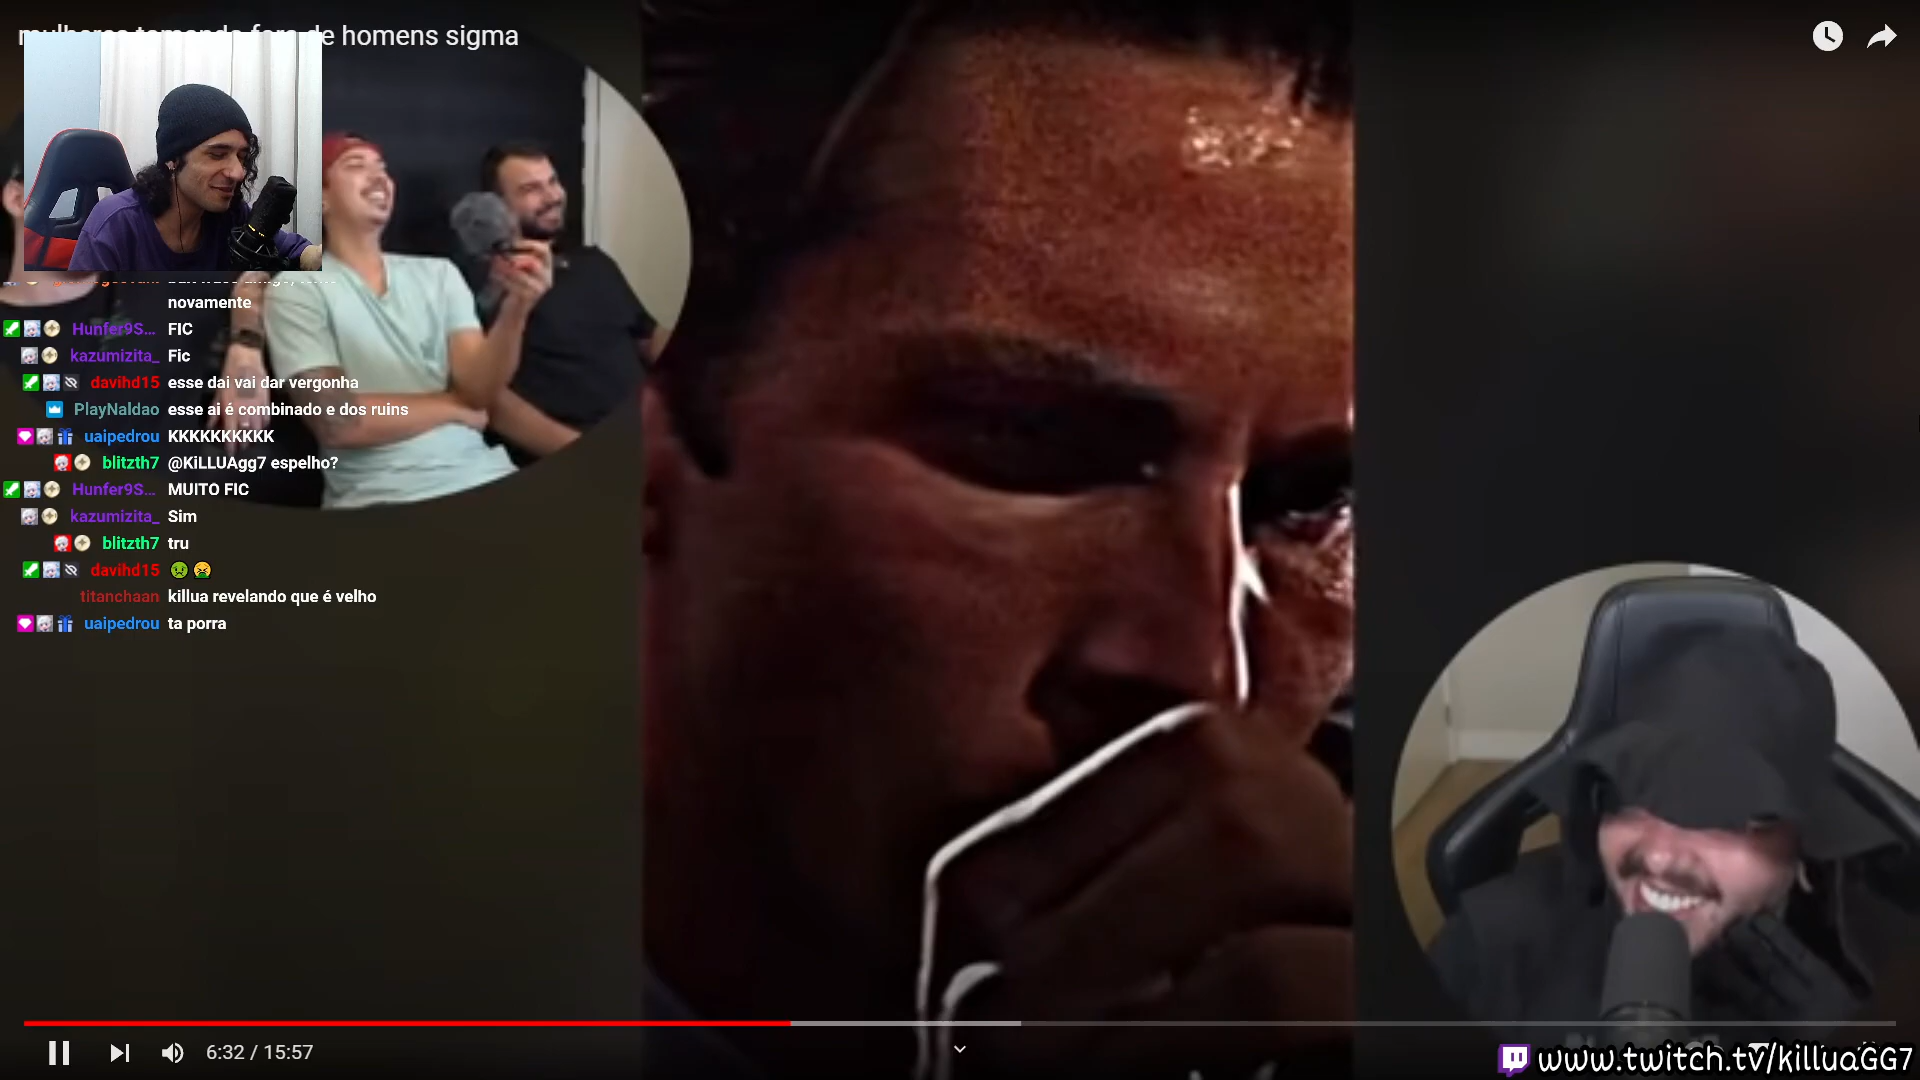 de homens sigma
novamente
Hunfer9S... FIC
kazumizita_ Fic
davihd15 esse dai vai dar vergonha
PlayNaldao esse ai é combinado e dos ruins
uaipedrou KKKKKKKKKK
blitzth7 @KiLLUAgg7 espelho?
Hunfer9S... MUITO FIC
kazumizita_ Sim
blitzth7 tru
davihd15 🤢 🤮
titanchaan killua revelando que é velho
uaipedrou ta porra
6:32 / 15:57
www.twitch.tv/killuaGG7